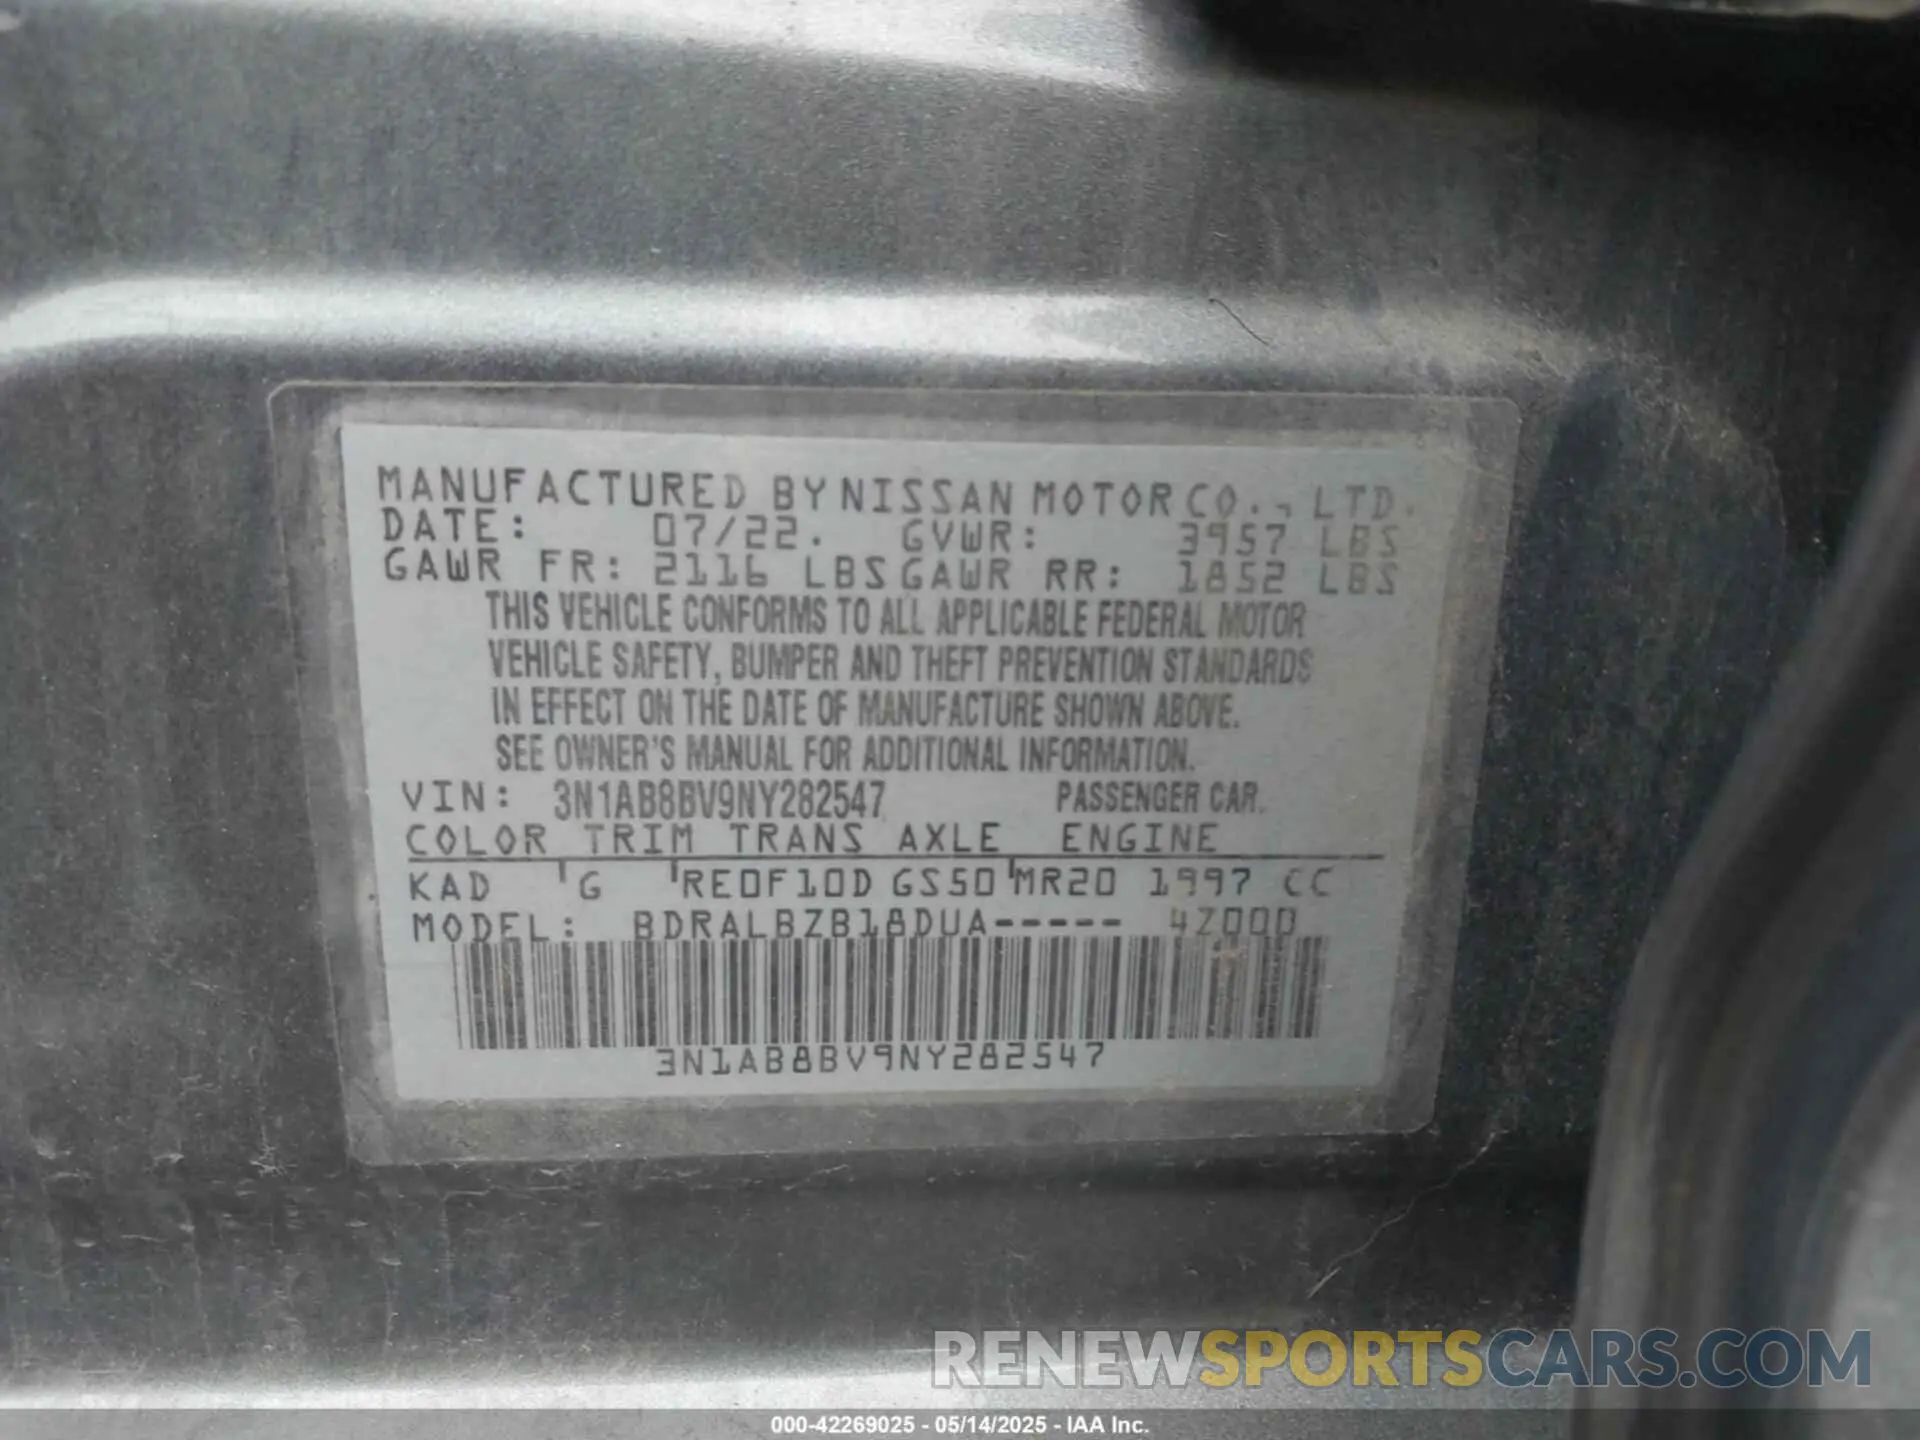 MANUFACTURED BY NISSAN MOTOR CO., LTD.
DATE: 07/22. GVWR: 3957 LBS
GAWR FR: 2116 LBS GAWR RR: 1852 LBS
THIS VEHICLE CONFORMS TO ALL APPLICABLE FEDERAL MOTOR
VEHICLE SAFETY, BUMPER AND THEFT PREVENTION STANDARDS
IN EFFECT ON THE DATE OF MANUFACTURE SHOWN ABOVE.
SEE OWNER'S MANUAL FOR ADDITIONAL INFORMATION.
VIN: 3N1AB8BV9NY282547 PASSENGER CAR
COLOR TRIM TRANS AXLE ENGINE
KAD G RE0F10D GS50 MR20 1997 CC
MODEL: BDRALBZB18DUA----- 4Z000
3N1AB8BV9NY282547
RENEWSPORTSCARS.COM
000-42269025 - 05/14/2025 - IAA Inc.